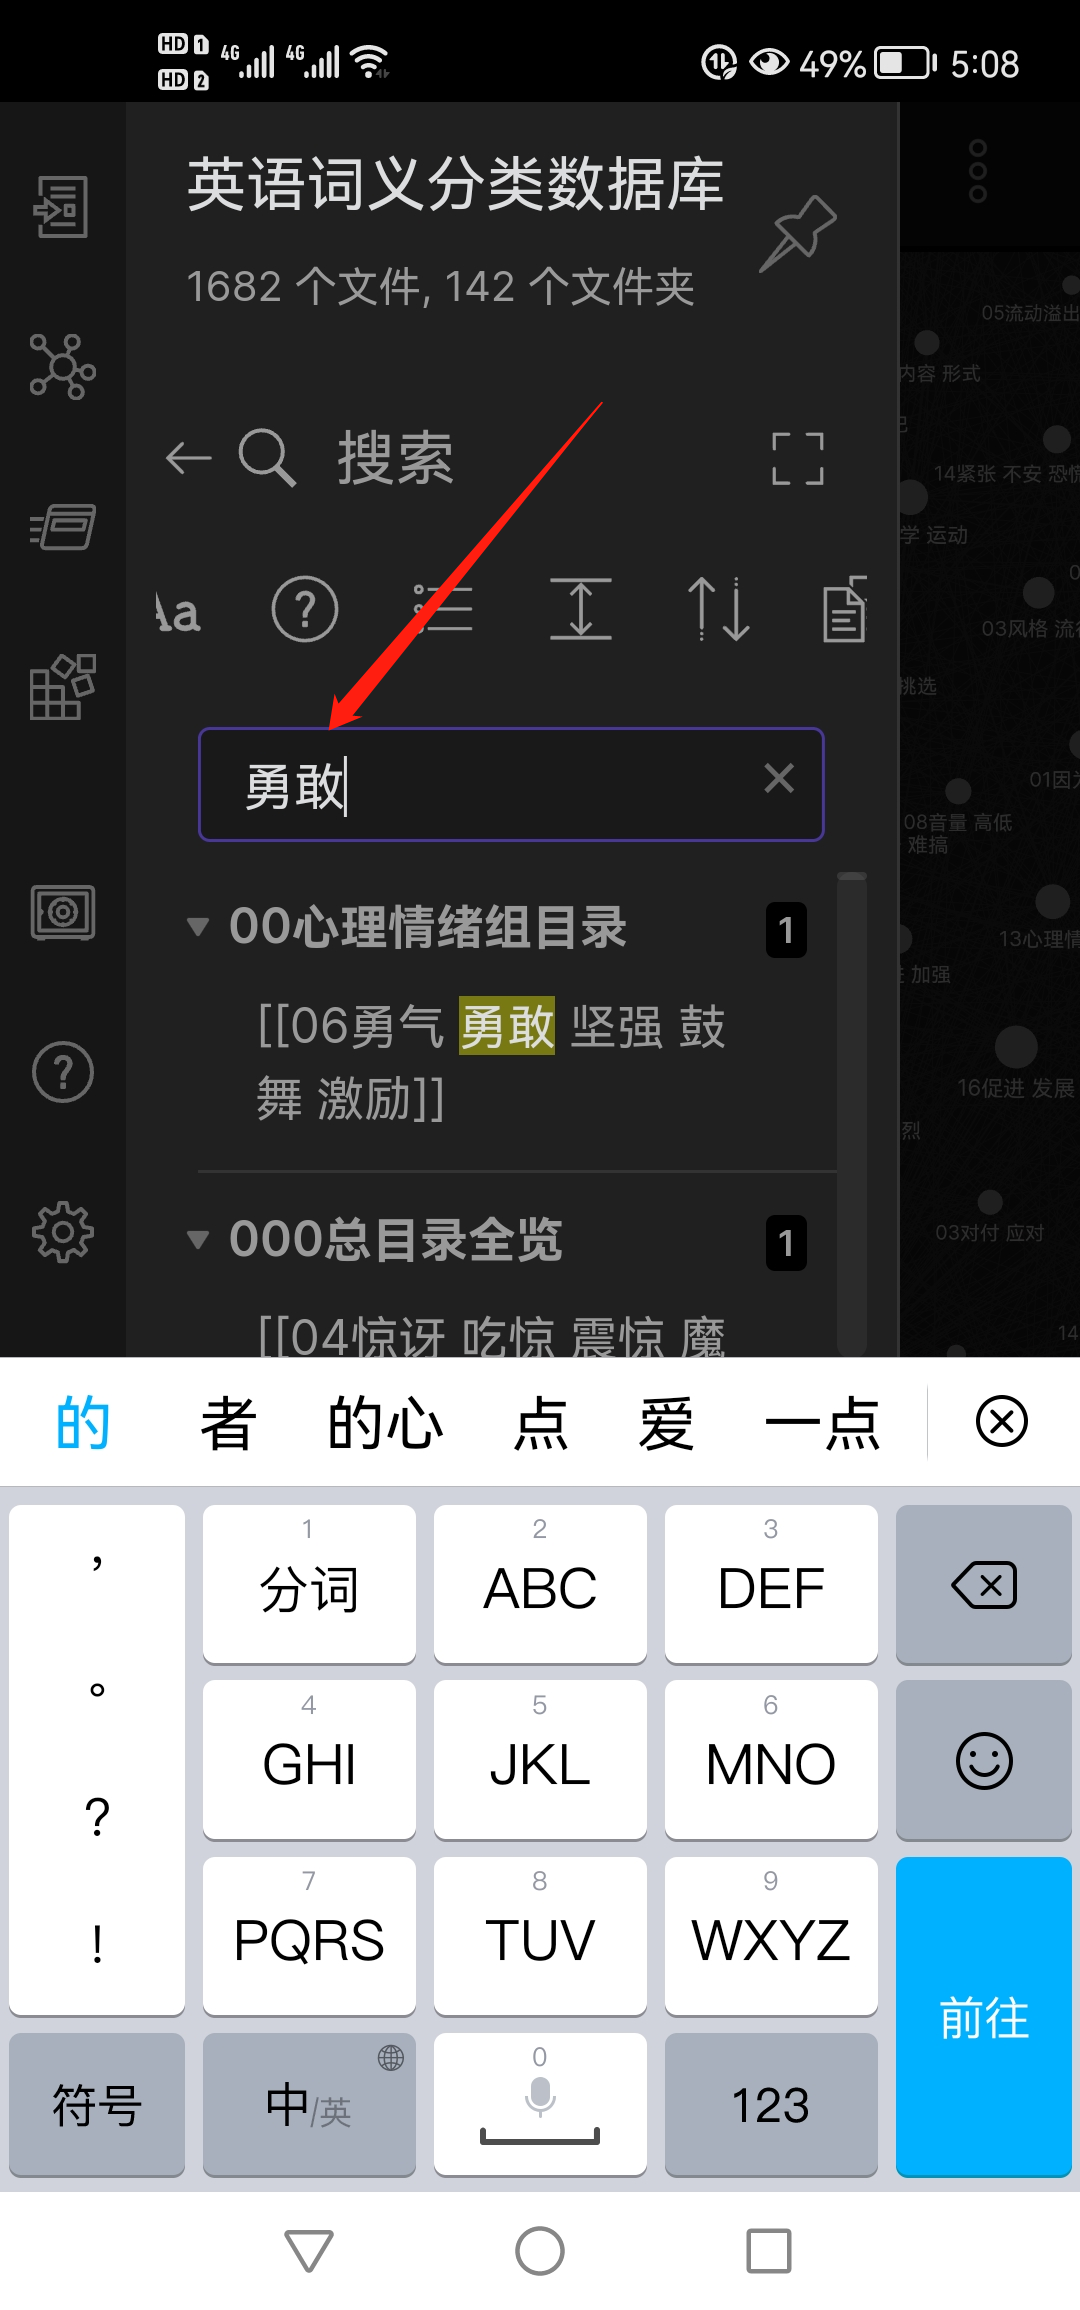 HD 1 4G 4G 49% 5:08
HD 2
英语词义分类数据库
1682 个文件, 142 个文件夹
搜索
Aa
勇敢
00心理情绪组目录 1
[[06勇气 勇敢 坚强 鼓
舞 激励]]
000总目录全览 1
[[04惊讶 吃惊 震惊 魔
05流动溢出
内容 形式
14紧张 不安 恐慌
学 运动
03风格 流行
挑选
01因为
08音量 高低
难搞
13心理情
加强
16促进 发展
烈
03对付 应对
14
的 者 的心 点 爱 一点
，
。
?
!
1 分词
2 ABC
3 DEF
4 GHI
5 JKL
6 MNO
7 PQRS
8 TUV
9 WXYZ
前往
符号
中/英
0
123